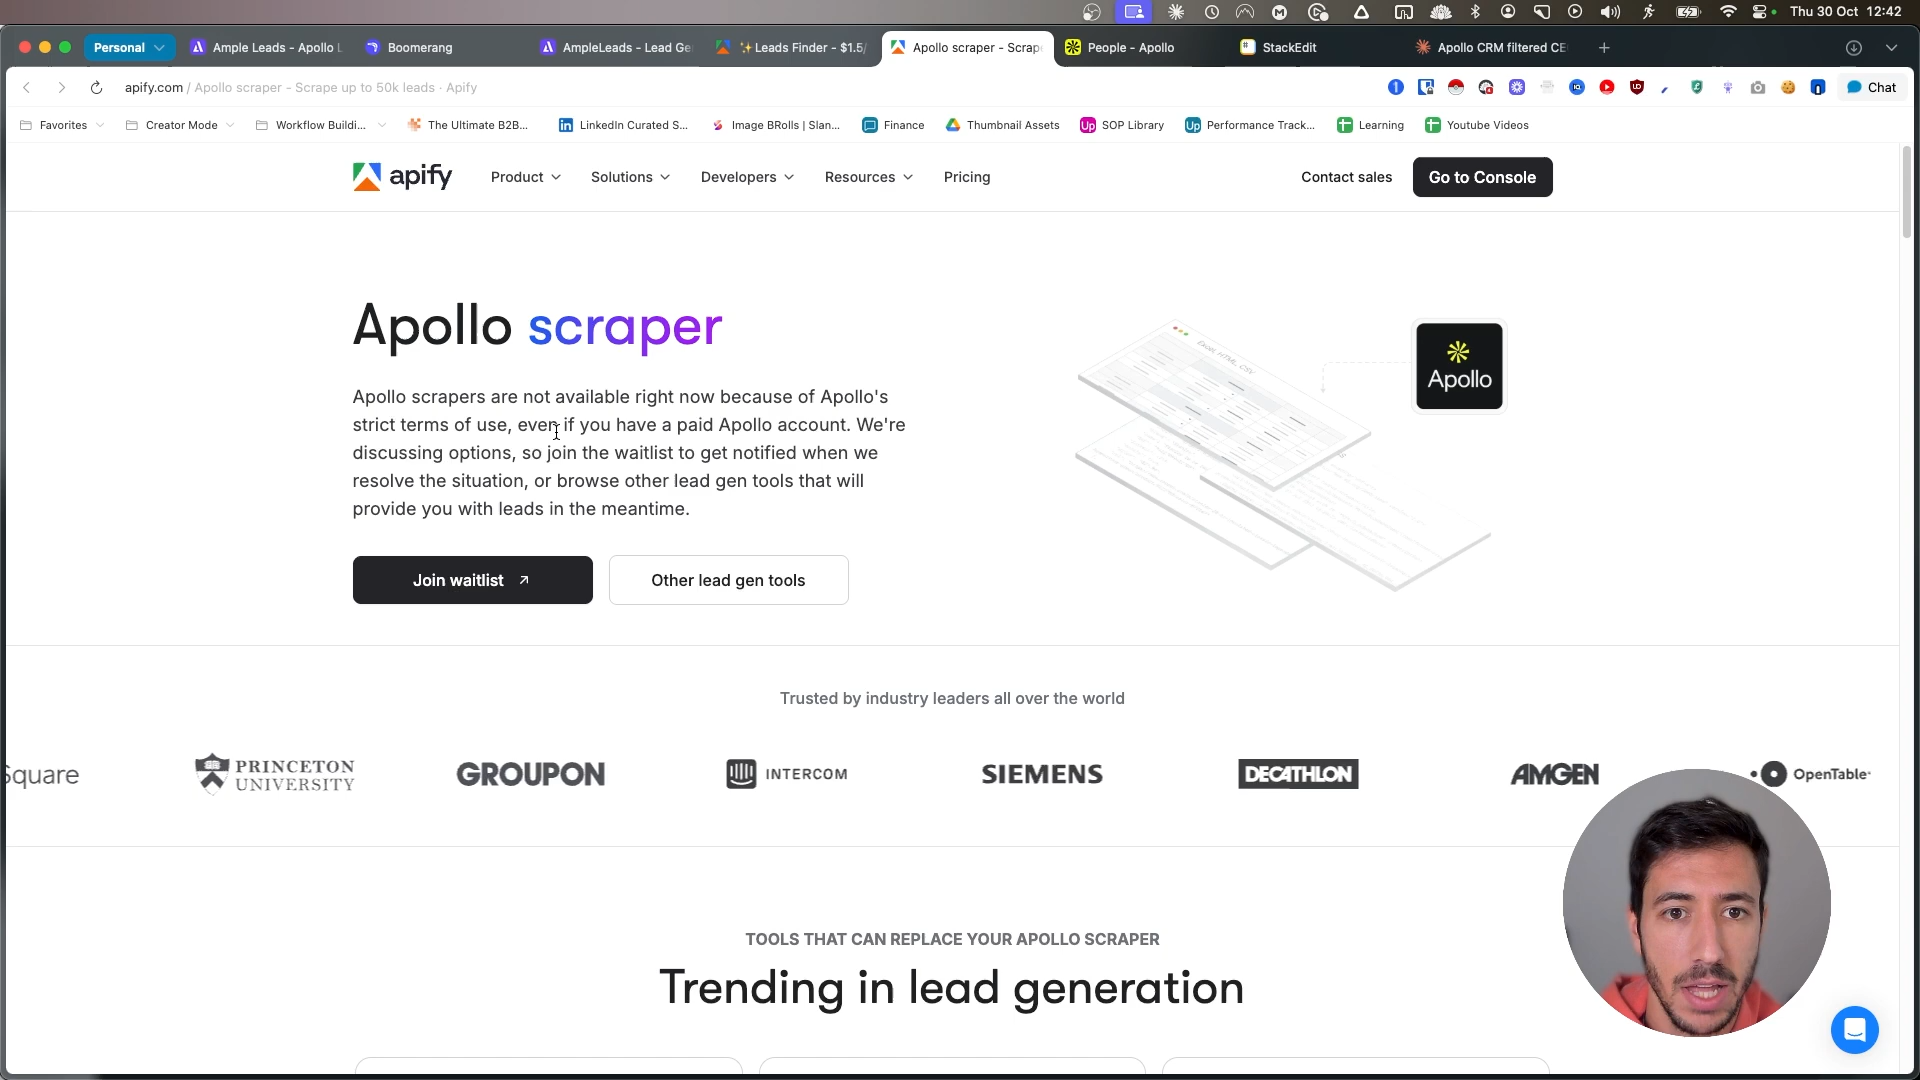 Thu 30 Oct 12:42
Personal
Ample Leads - Apollo L
Boomerang
AmpleLeads - Lead Ge
✨Leads Finder - $1.5/
Apollo scraper - Scrap
People - Apollo
StackEdit
Apollo CRM filtered CE
apify.com / Apollo scraper - Scrape up to 50k leads · Apify
Chat
Favorites
Creator Mode
Workflow Buildi...
The Ultimate B2B...
LinkedIn Curated S...
Image BRolls | Slan...
Finance
Thumbnail Assets
SOP Library
Performance Track...
Learning
Youtube Videos
apify
Product
Solutions
Developers
Resources
Pricing
Contact sales
Go to Console
Apollo scraper
Apollo scrapers are not available right now because of Apollo's
strict terms of use, even if you have a paid Apollo account. We're
discussing options, so join the waitlist to get notified when we
resolve the situation, or browse other lead gen tools that will
provide you with leads in the meantime.
Excel, HTML, CSV
Apollo
Join waitlist
Other lead gen tools
Trusted by industry leaders all over the world
Square
PRINCETON
UNIVERSITY
GROUPON
INTERCOM
SIEMENS
DECATHLON
AMGEN
OpenTable
TOOLS THAT CAN REPLACE YOUR APOLLO SCRAPER
Trending in lead generation